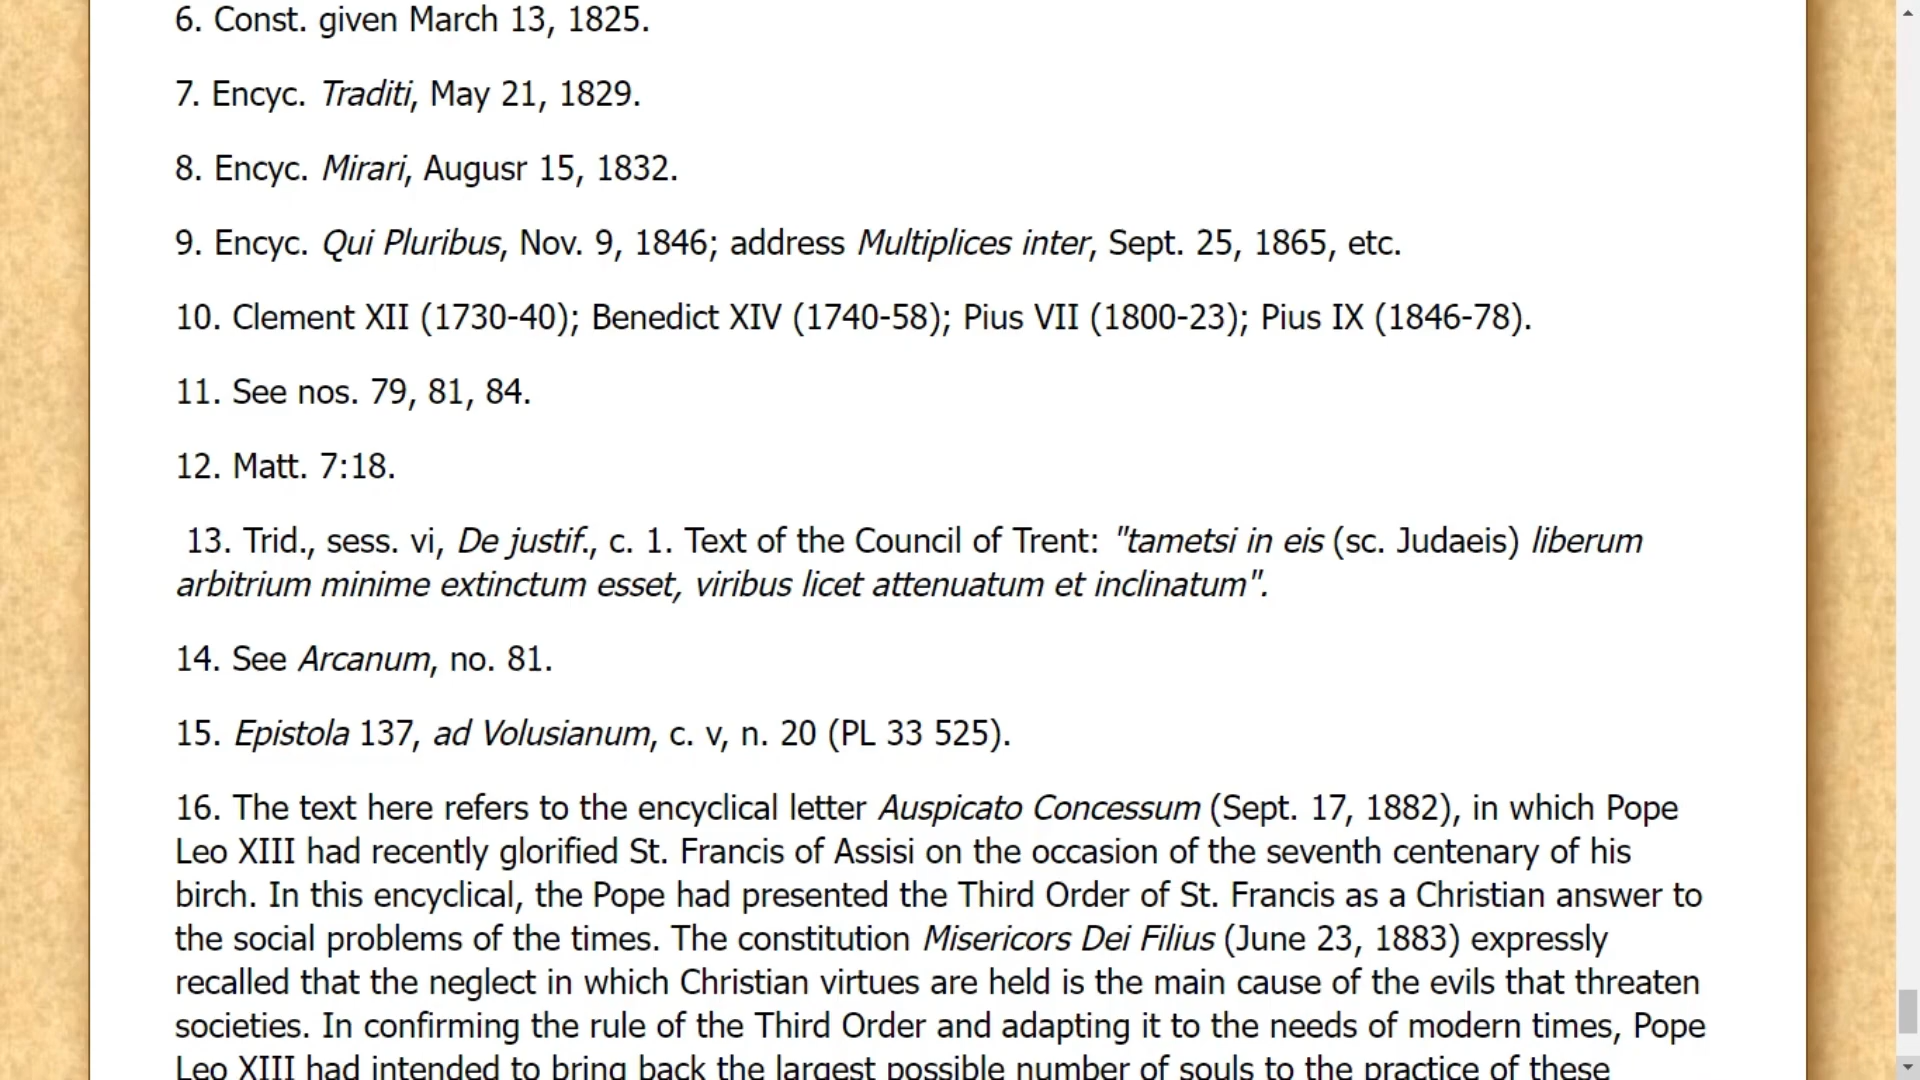 6. Const. given March 13, 1825.
7. Encyc. Traditi, May 21, 1829.
8. Encyc. Mirari, Augusr 15, 1832.
9. Encyc. Qui Pluribus, Nov. 9, 1846; address Multiplices inter, Sept. 25, 1865, etc.
10. Clement XII (1730-40); Benedict XIV (1740-58); Pius VII (1800-23); Pius IX (1846-78).
11. See nos. 79, 81, 84.
12. Matt. 7:18.
13. Trid., sess. vi, De justif., c. 1. Text of the Council of Trent: "tametsi in eis (sc. Judaeis) liberum
arbitrium minime extinctum esset, viribus licet attenuatum et inclinatum".
14. See Arcanum, no. 81.
15. Epistola 137, ad Volusianum, c. v, n. 20 (PL 33 525).
16. The text here refers to the encyclical letter Auspicato Concessum (Sept. 17, 1882), in which Pope
Leo XIII had recently glorified St. Francis of Assisi on the occasion of the seventh centenary of his
birch. In this encyclical, the Pope had presented the Third Order of St. Francis as a Christian answer to
the social problems of the times. The constitution Misericors Dei Filius (June 23, 1883) expressly
recalled that the neglect in which Christian virtues are held is the main cause of the evils that threaten
societies. In confirming the rule of the Third Order and adapting it to the needs of modern times, Pope
Leo XIII had intended to bring back the largest possible number of souls to the practice of these